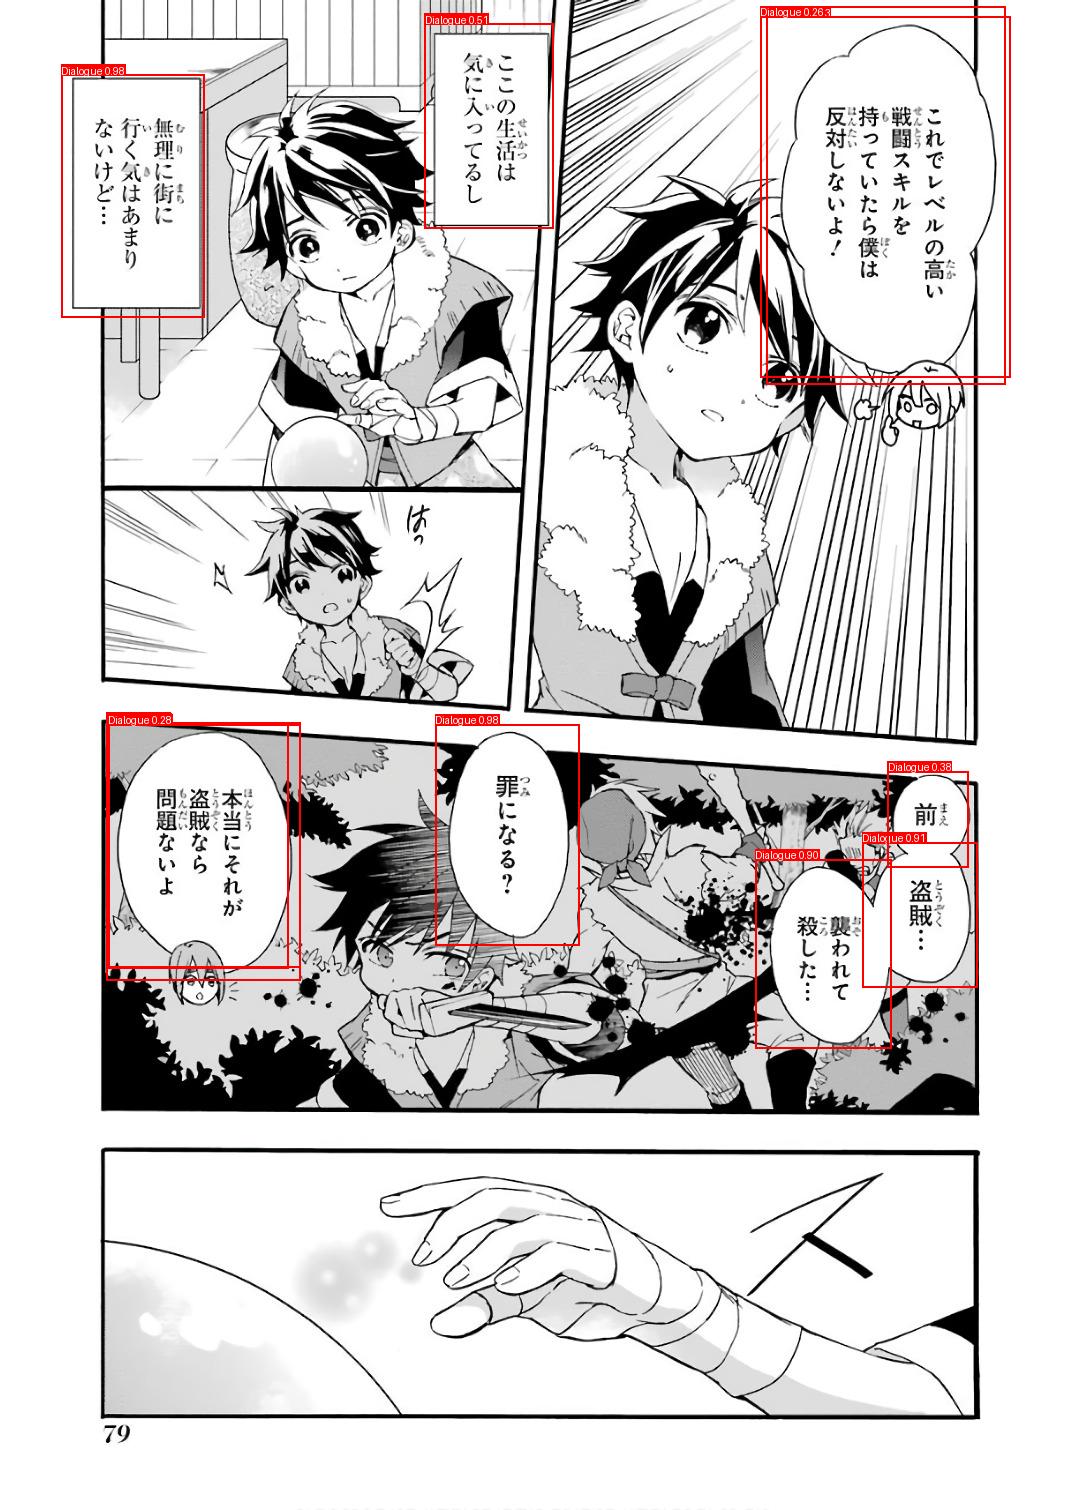 Dialogue 0.26
これでレベルの高い
戦闘スキルを
持っていたら僕は
反対しないよ！
Dialogue 0.51
ここの生活は
気に入ってるし
Dialogue 0.98
無理に街に
行く気はあまり
ないけど…
はっ
Dialogue 0.38
前
Dialogue 0.91
盗賊…
Dialogue 0.90
襲われて
殺した…
Dialogue 0.98
罪になる？
Dialogue 0.28
本当にそれが
盗賊なら
問題ないよ
79